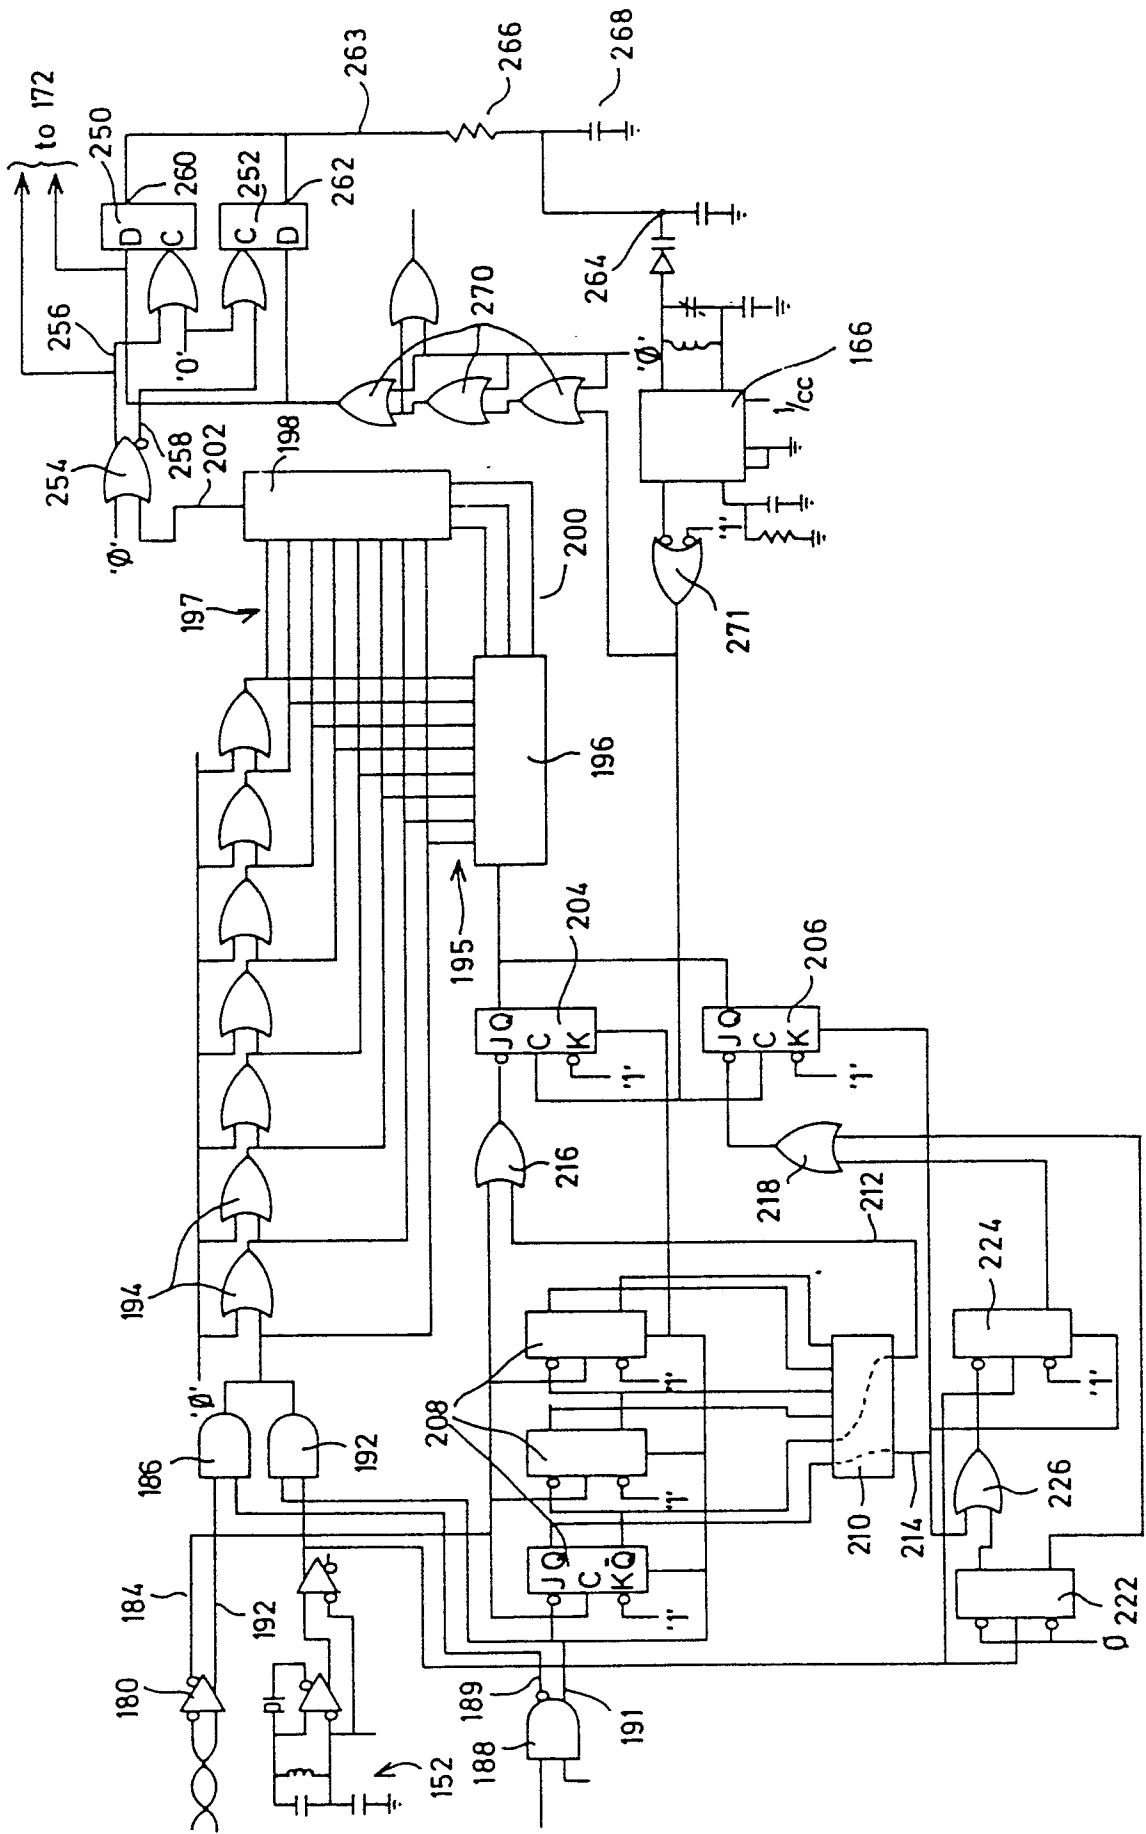 to 172
263
266
268
250
D
260
C
252
C
D
262
256
'0'
254
258
202
'Ø'
198
270
264
'Ø'
166
1/cc
197
200
'1'
271
196
195
194
204
J Q
C
K
'1'
206
J Q
C
K
'1'
216
218
212
'Ø'
186
192
208
'1'
'1'
224
'1'
184
192
J Q
C
K Q̅
'1'
210
214
226
180
189
191
222
Ø
152
188